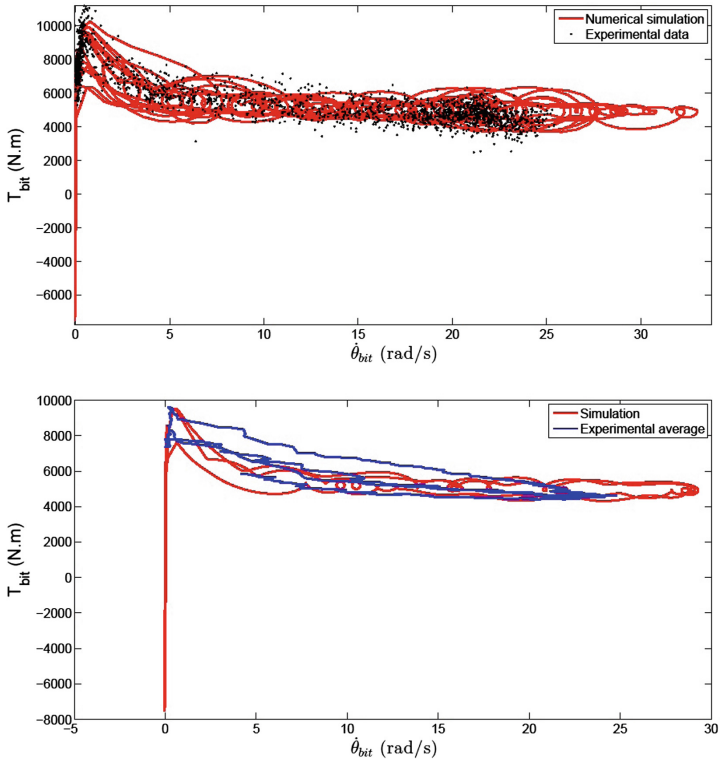 10000
8000
6000
4000
2000
0
−2000
−4000
−6000
T_bit (N.m)
Numerical simulation
Experimental data
0 5 10 15 20 25 30
θ̇_bit (rad/s)
10000
8000
6000
4000
2000
0
−2000
−4000
−6000
−8000
T_bit (N.m)
Simulation
Experimental average
−5 0 5 10 15 20 25 30
θ̇_bit (rad/s)